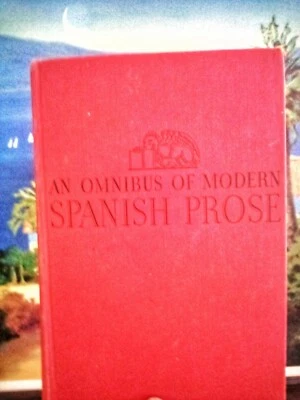 AN OMNIBUS OF MODERN
SPANISH PROSE